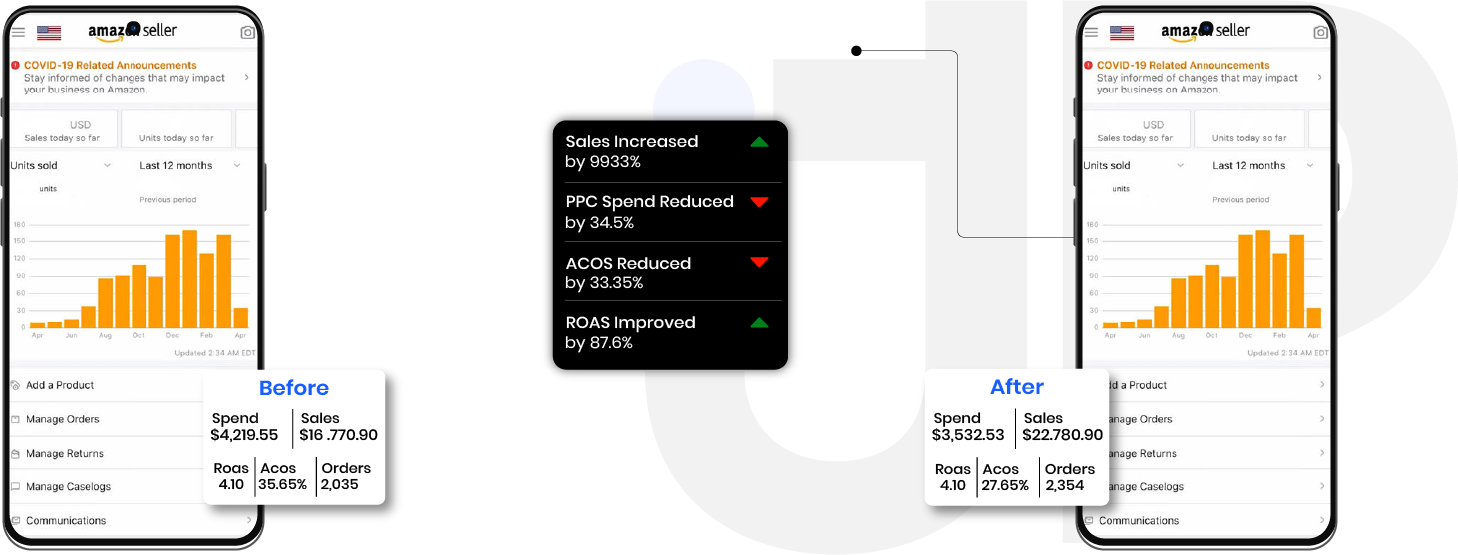 amazon seller
COVID-19 Related Announcements
Stay informed of changes that may impact
your business on Amazon.
USD
Sales today so far
Units today so far
Units sold
Last 12 months
units
Previous period
180
150
120
90
60
30
0
Apr Jun Aug Oct Dec Feb Apr
Updated 2:34 AM EDT
Add a Product
Manage Orders
Manage Returns
Manage Caselogs
Communications
Before
Spend Sales
$4,219.55 $16 .770.90
Roas Acos Orders
4.10 35.65% 2,035
Sales Increased
by 9933%
PPC Spend Reduced
by 34.5%
ACOS Reduced
by 33.35%
ROAS Improved
by 87.6%
amazon seller
COVID-19 Related Announcements
Stay informed of changes that may impact
your business on Amazon.
USD
Sales today so far
Units today so far
Units sold
Last 12 months
units
Previous period
180
150
120
90
60
30
0
Apr Jun Aug Oct Dec Feb Apr
Updated 2:34 AM EDT
dd a Product
anage Orders
anage Returns
anage Caselogs
Communications
After
Spend Sales
$3,532.53 $22.780.90
Roas Acos Orders
4.10 27.65% 2,354